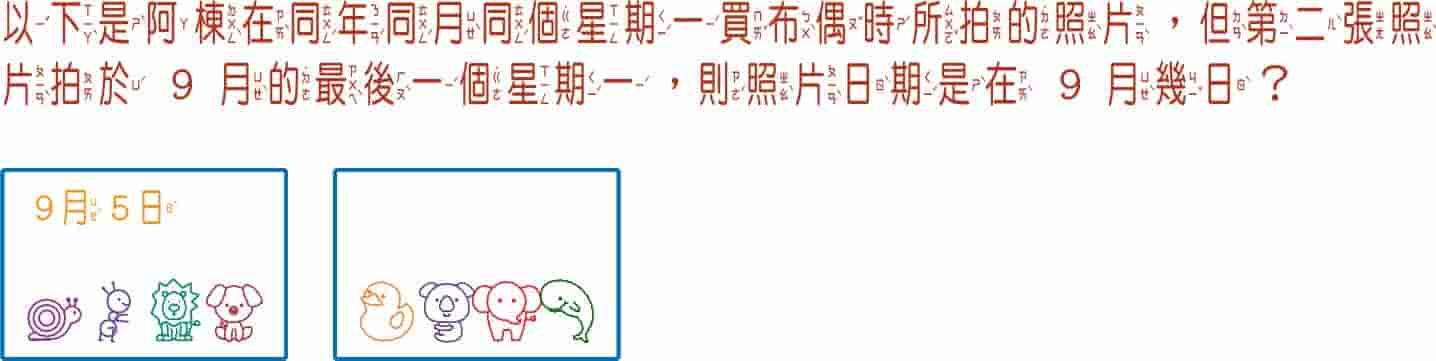 以下是阿棟在同年同月同個星期一買布偶時所拍的照片，但第二張照
片拍於 9 月的最後一個星期一，則照片日期是在 9 月幾日？
9月5日